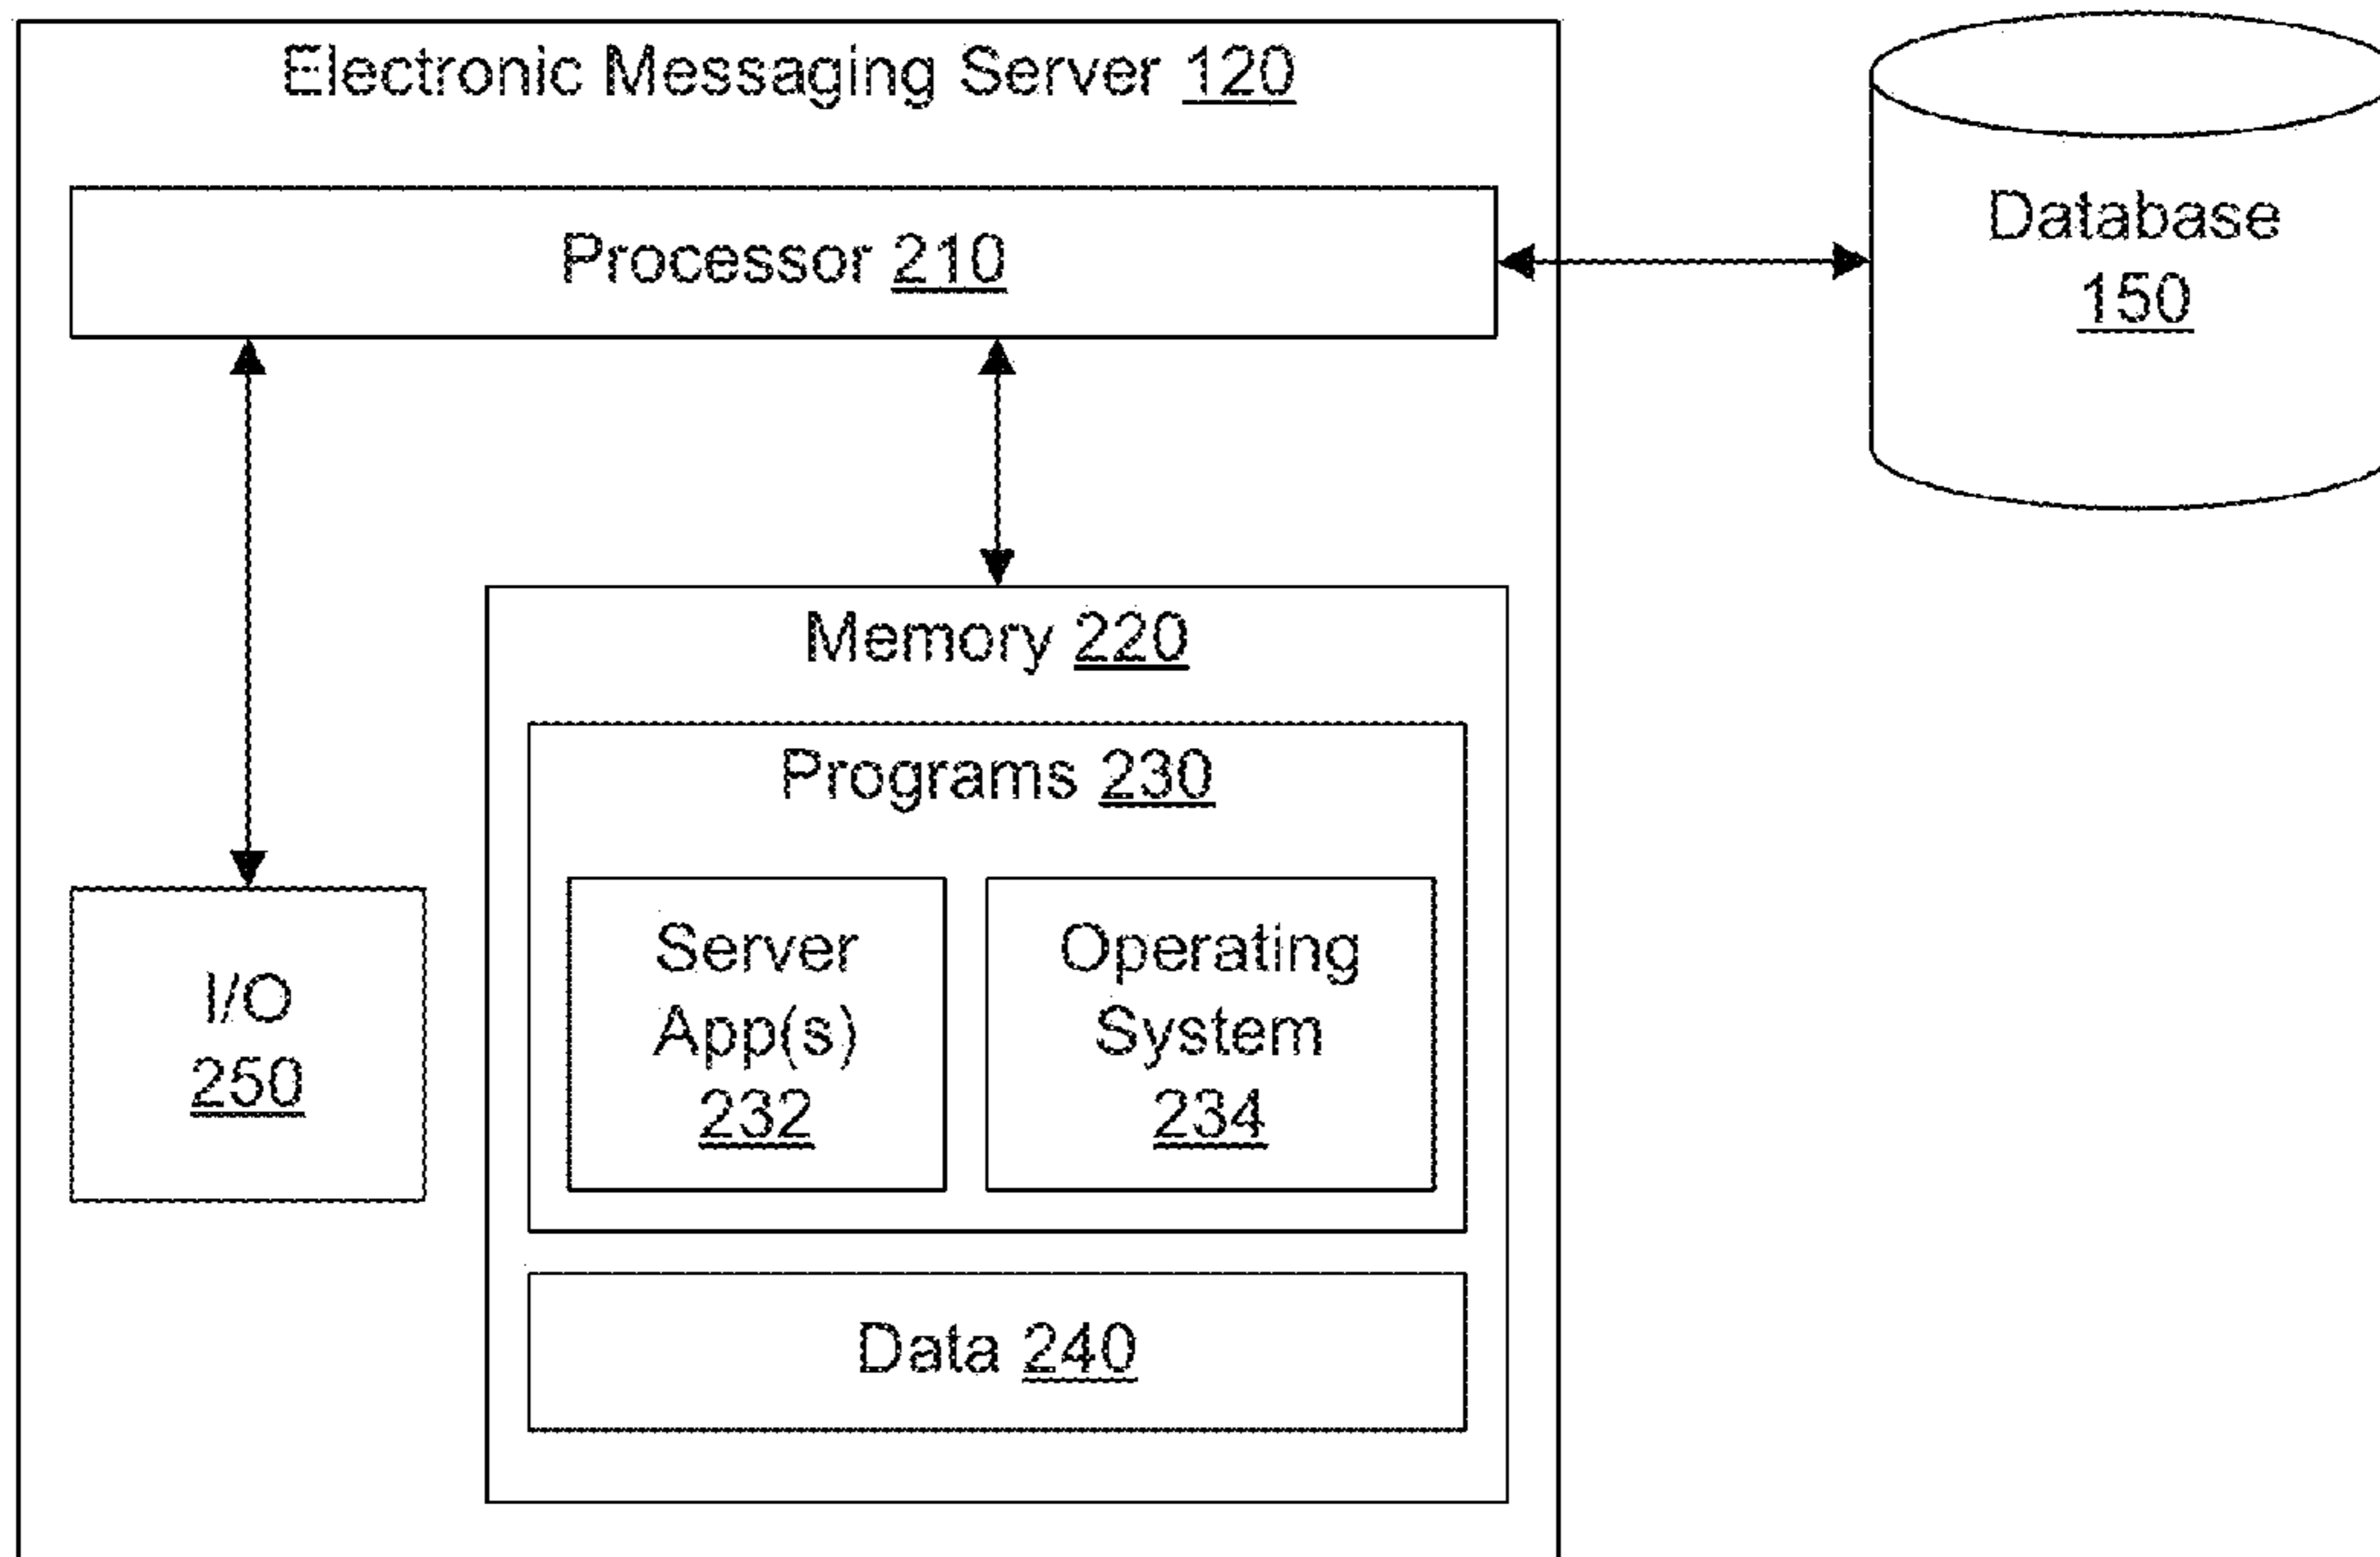 Electronic Messaging Server 120
Processor 210
Database
150
Memory 220
Programs 230
Server
App(s)
232
Operating
System
234
I/O
250
Data 240